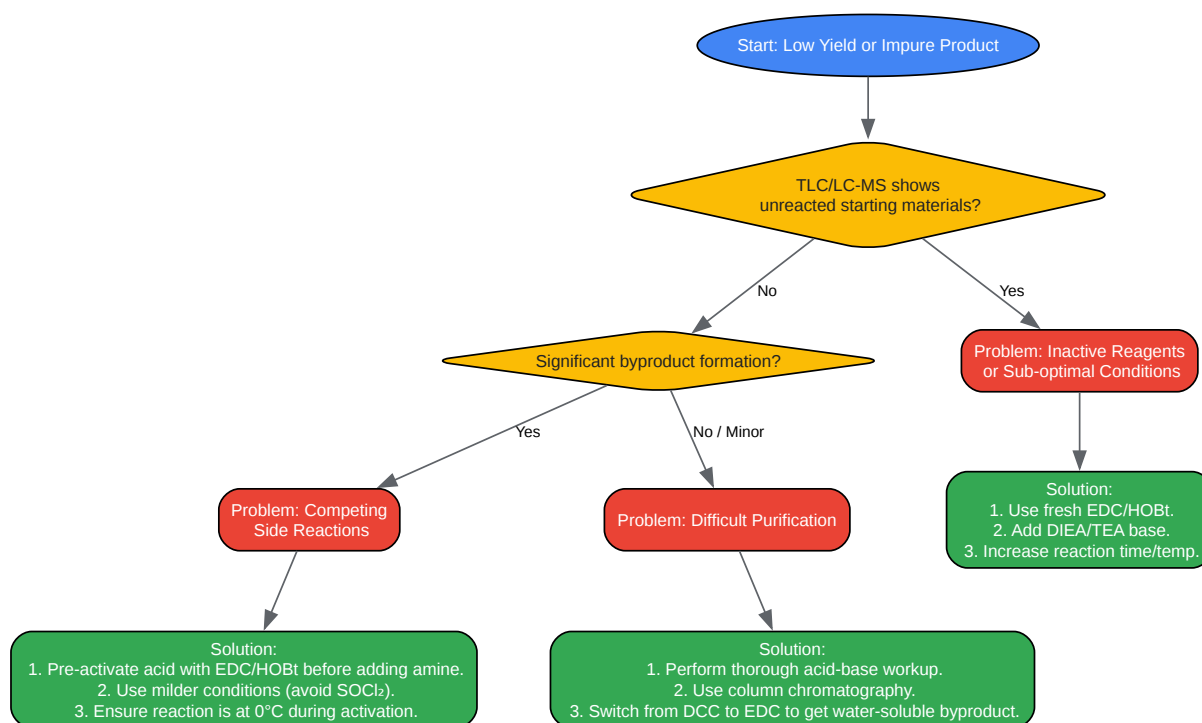 Start: Low Yield or Impure Product
TLC/LC-MS shows
unreacted starting materials?
No
Yes
Significant byproduct formation?
Problem: Inactive Reagents
or Sub-optimal Conditions
Yes
No / Minor
Solution:
1. Use fresh EDC/HOBt.
2. Add DIEA/TEA base.
3. Increase reaction time/temp.
Problem: Competing
Side Reactions
Problem: Difficult Purification
Solution:
1. Pre-activate acid with EDC/HOBt before adding amine.
2. Use milder conditions (avoid SOCl₂).
3. Ensure reaction is at 0°C during activation.
Solution:
1. Perform thorough acid-base workup.
2. Use column chromatography.
3. Switch from DCC to EDC to get water-soluble byproduct.